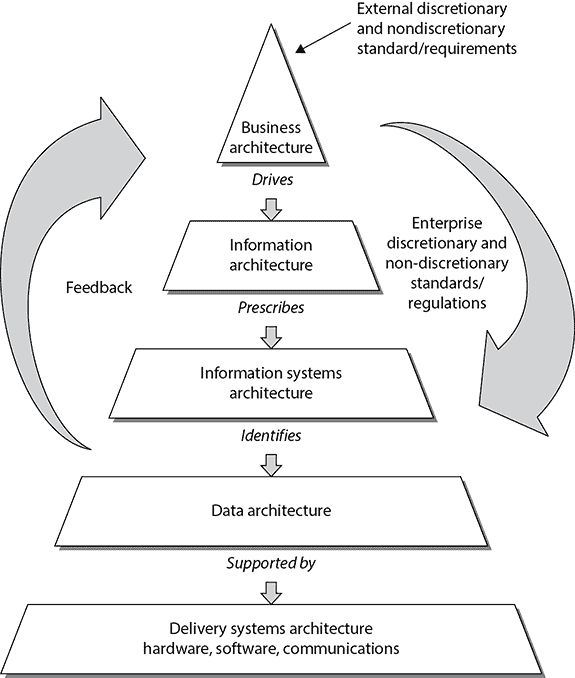 External discretionary
and nondiscretionary
standard/requirements
Business
architecture
Drives
Information
architecture
Enterprise
discretionary and
non-discretionary
standards/
regulations
Feedback
Prescribes
Information systems
architecture
Identifies
Data architecture
Supported by
Delivery systems architecture
hardware, software, communications